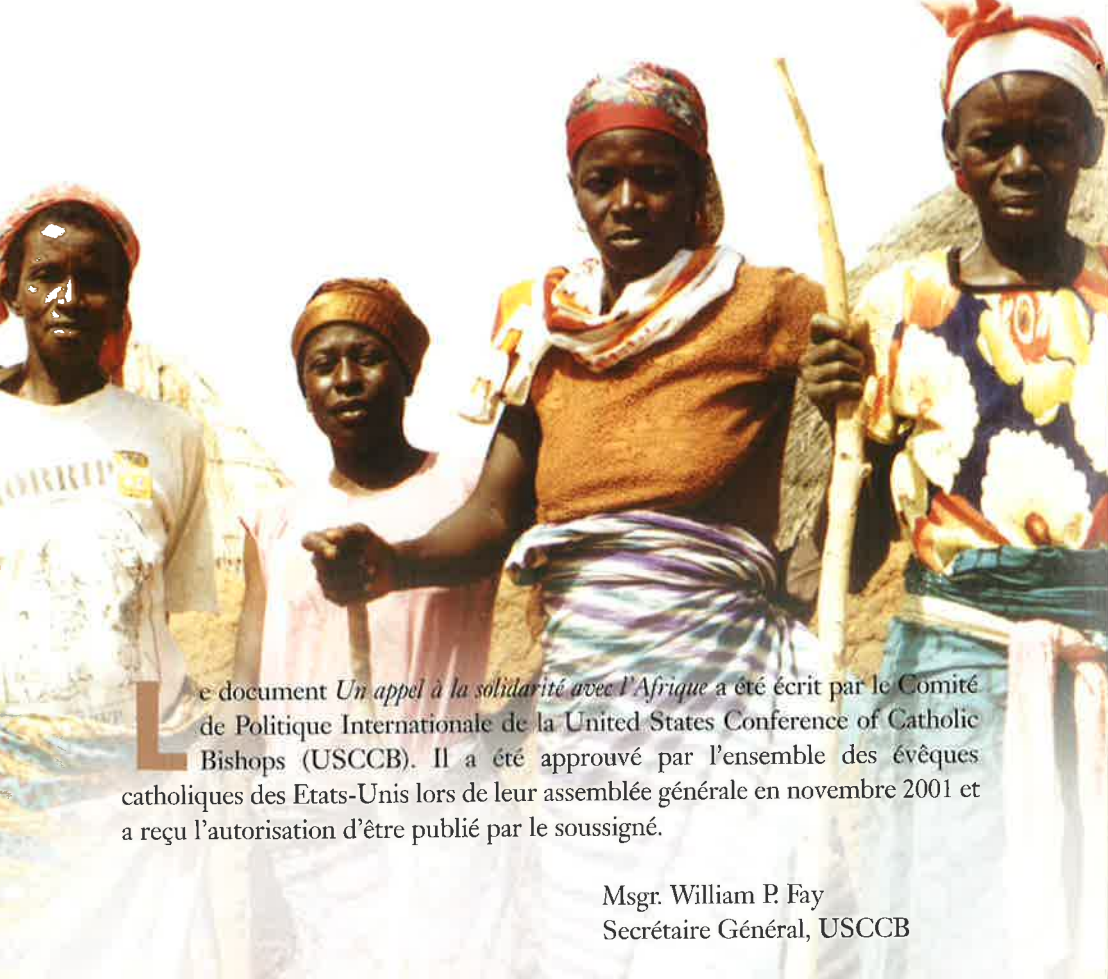 Le document Un appel à la solidarité avec l'Afrique a été écrit par le Comité
de Politique Internationale de la United States Conference of Catholic
Bishops (USCCB). Il a été approuvé par l'ensemble des évêques
catholiques des Etats-Unis lors de leur assemblée générale en novembre 2001 et
a reçu l'autorisation d'être publié par le soussigné.
Msgr. William P. Fay
Secrétaire Général, USCCB